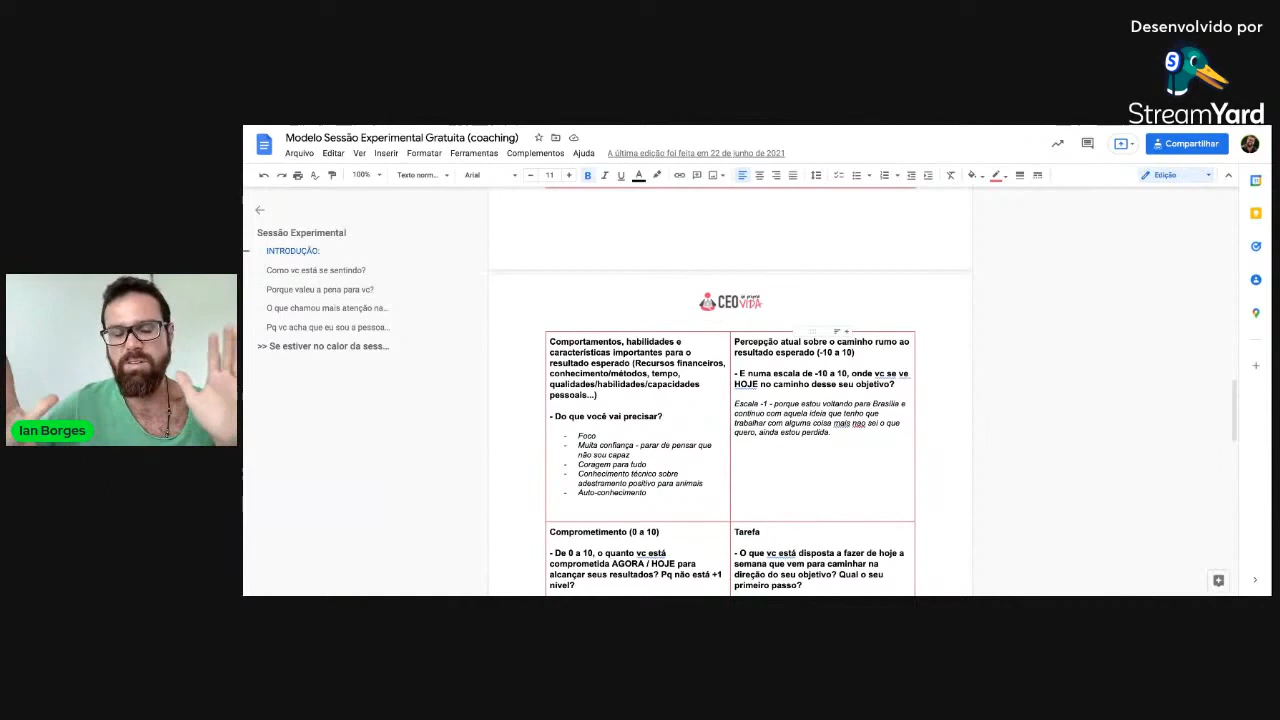 Desenvolvido por
StreamYard
Modelo Sessão Experimental Gratuita (coaching)
Arquivo Editar Ver Inserir Formatar Ferramentas Complementos Ajuda A última edição foi feita em 22 de junho de 2021
Compartilhar
100% Texto norm... Arial 11 B I U A Edição
Sessão Experimental
INTRODUÇÃO:
Como vc está se sentindo?
Porque valeu a pena para vc?
O que chamou mais atenção na...
Pq vc acha que eu sou a pessoa...
>> Se estiver no calor da sess...
CEO da própria VIDA
Comportamentos, habilidades e
características importantes para o
resultado esperado (Recursos financeiros,
conhecimento/métodos, tempo,
qualidades/habilidades/capacidades
pessoais...)
- Do que você vai precisar?
- Foco
- Muita confiança - parar de pensar que
não sou capaz
- Coragem para tudo
- Conhecimento técnico sobre
adestramento positivo para animais
- Auto-conhecimento
Percepção atual sobre o caminho rumo ao
resultado esperado (-10 a 10)
- E numa escala de -10 a 10, onde vc se ve
HOJE no caminho desse seu objetivo?
Escala -1 - porque estou voltando para Brasília e
continuo com aquela ideia que tenho que
trabalhar com alguma coisa mais nao sei o que
quero, ainda estou perdida.
Comprometimento (0 a 10)
- De 0 a 10, o quanto vc está
comprometida AGORA / HOJE para
alcançar seus resultados? Pq não está +1
nível?
Tarefa
- O que vc está disposta a fazer de hoje a
semana que vem para caminhar na
direção do seu objetivo? Qual o seu
primeiro passo?
Ian Borges